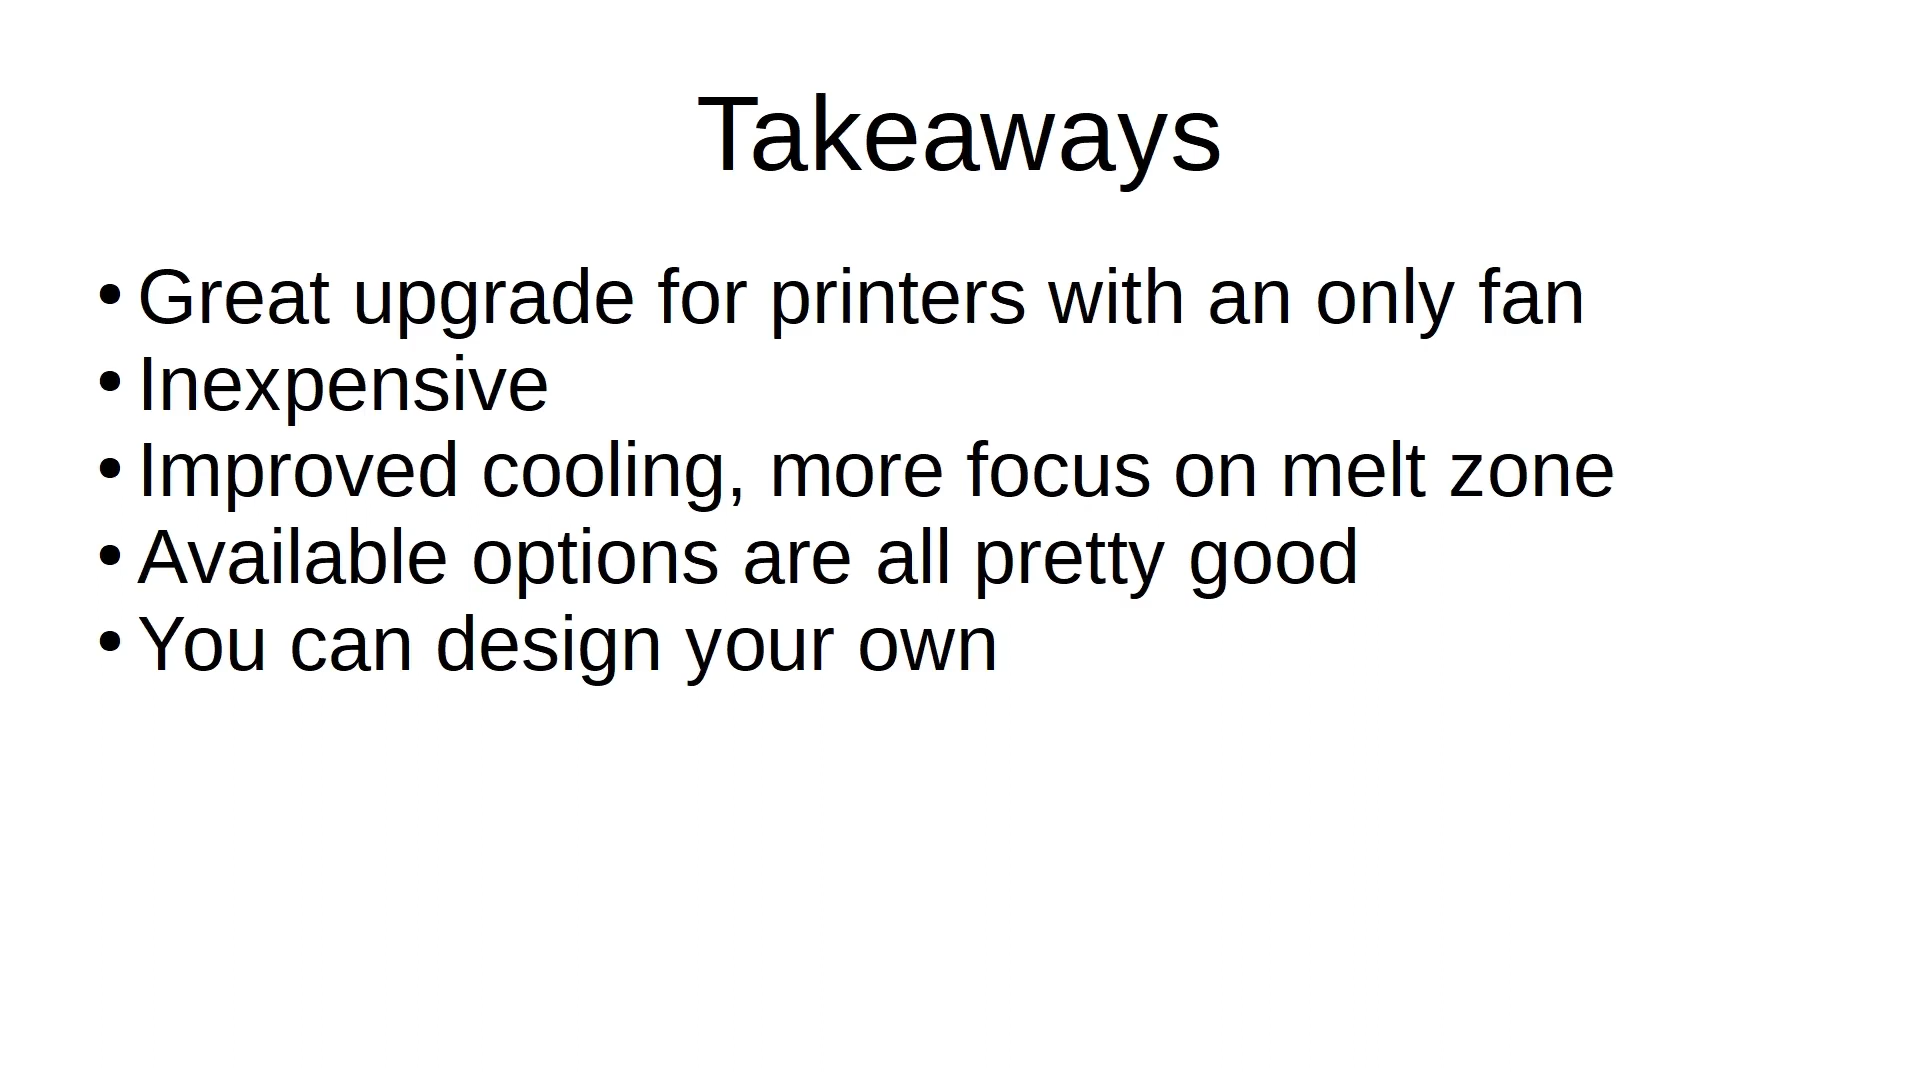 Takeaways
• Great upgrade for printers with an only fan
• Inexpensive
• Improved cooling, more focus on melt zone
• Available options are all pretty good
• You can design your own